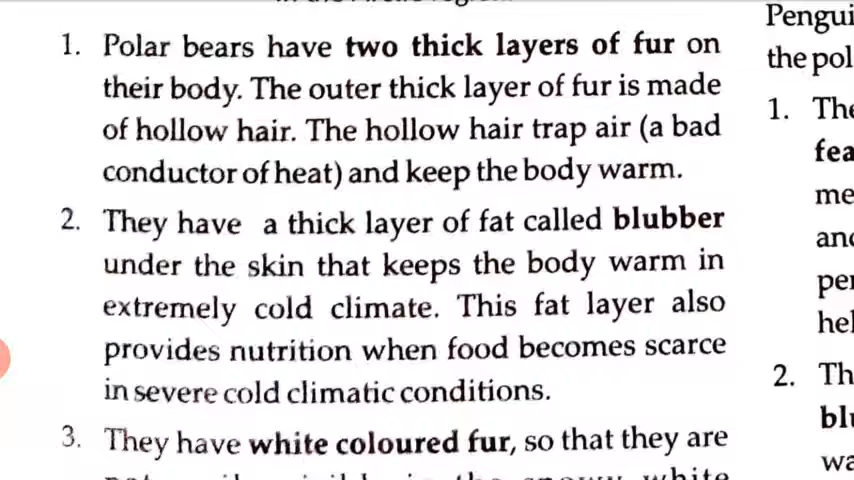 1. Polar bears have two thick layers of fur on
their body. The outer thick layer of fur is made
of hollow hair. The hollow hair trap air (a bad
conductor of heat) and keep the body warm.
2. They have a thick layer of fat called blubber
under the skin that keeps the body warm in
extremely cold climate. This fat layer also
provides nutrition when food becomes scarce
in severe cold climatic conditions.
3. They have white coloured fur, so that they are
the snowy white
the pol
1. The
fea
me
and
per
hel
2. Th
wa